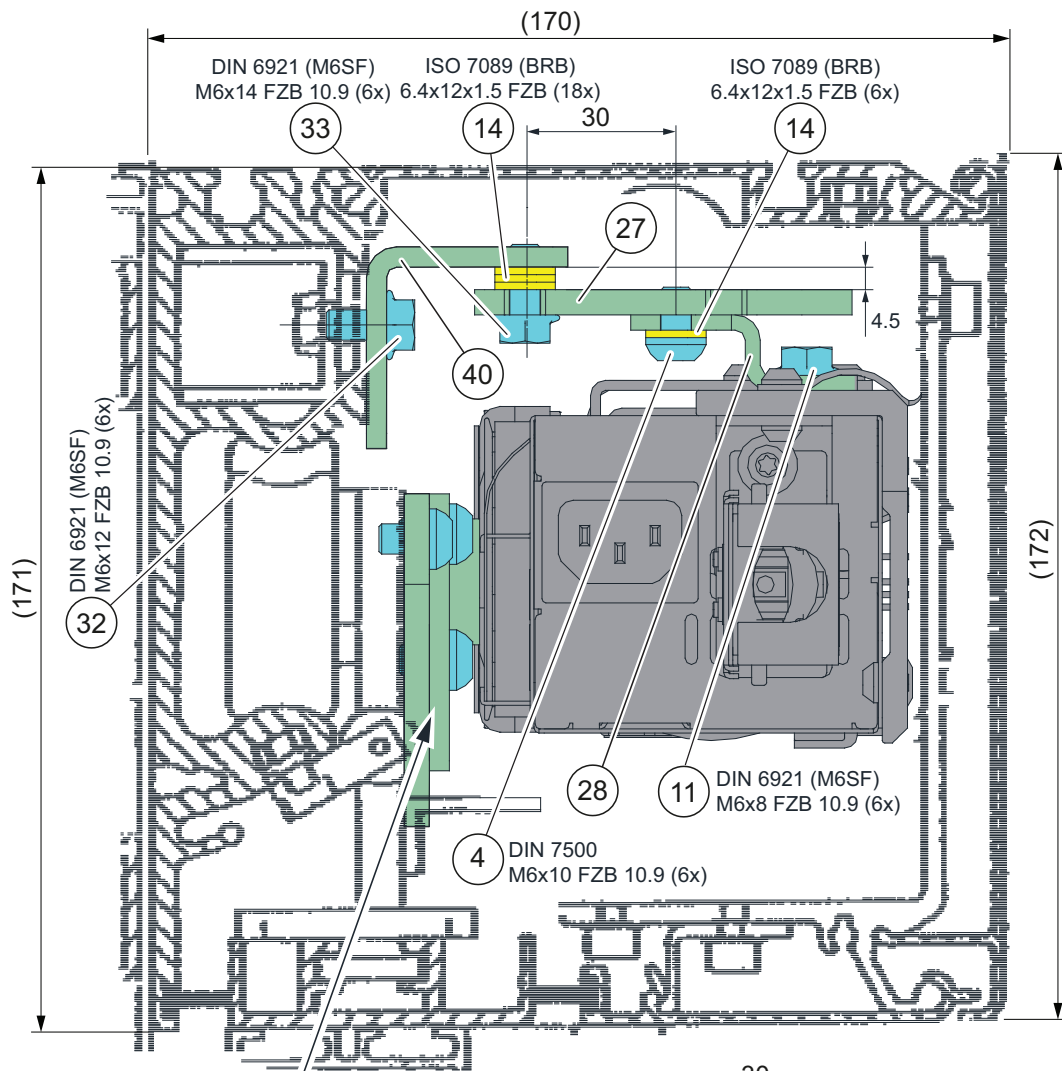 (170)
DIN 6921 (M6SF)
M6x14 FZB 10.9 (6x)
33
ISO 7089 (BRB)
6.4x12x1.5 FZB (18x)
14
30
ISO 7089 (BRB)
6.4x12x1.5 FZB (6x)
14
27
4.5
40
DIN 6921 (M6SF)
M6x12 FZB 10.9 (6x)
32
(171)
(172)
28
11
DIN 6921 (M6SF)
M6x8 FZB 10.9 (6x)
4
DIN 7500
M6x10 FZB 10.9 (6x)